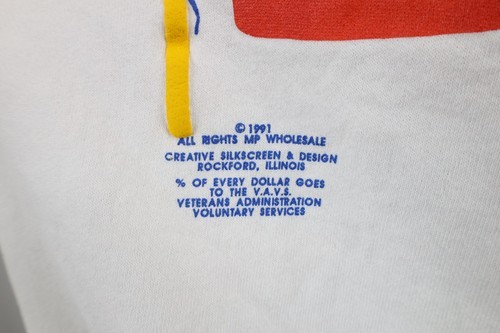 © 1991
ALL RIGHTS MP WHOLESALE
CREATIVE SILKSCREEN & DESIGN
ROCKFORD, ILLINOIS
% OF EVERY DOLLAR GOES
TO THE V.A.V.S.
VETERANS ADMINISTRATION
VOLUNTARY SERVICES